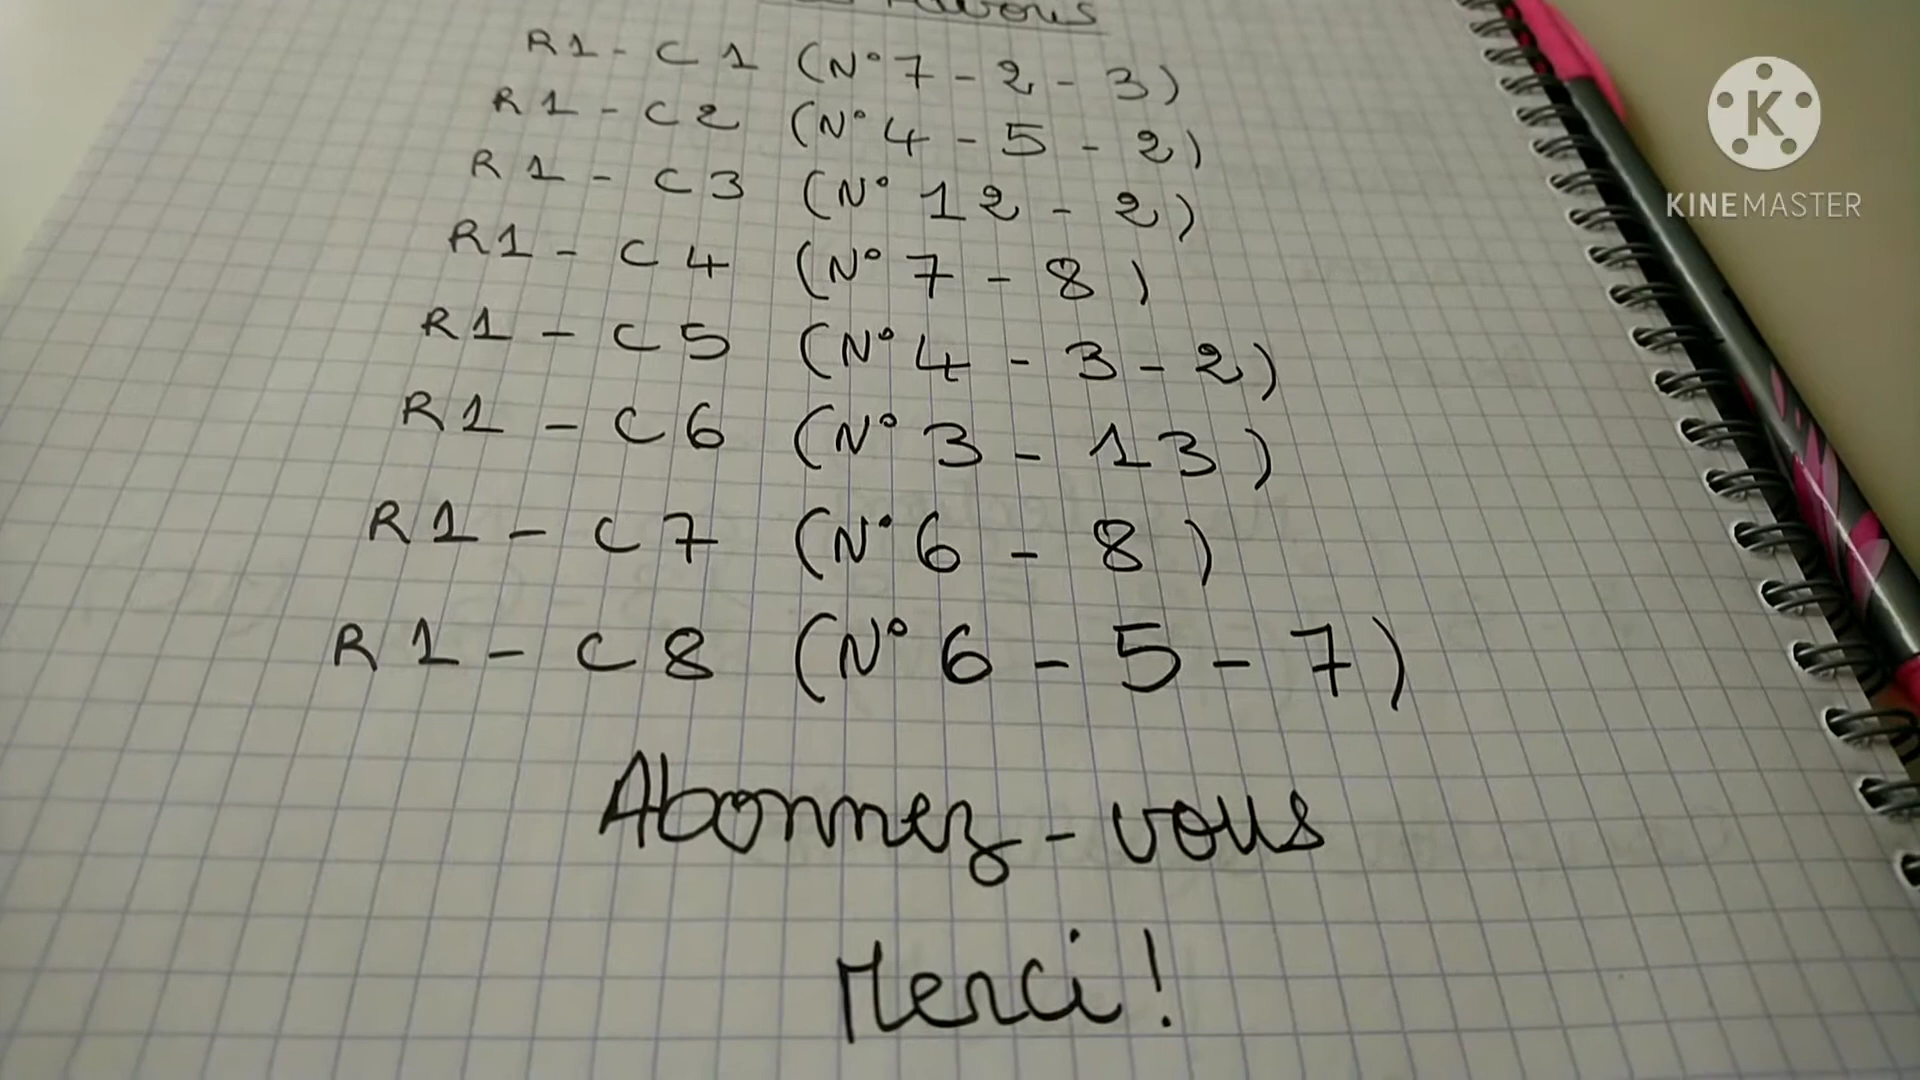 R1 - C1 (N° 7 - 2 - 3)
R1 - C2 (N° 4 - 5 - 2)
R1 - C3 (N° 12 - 2)
R1 - C4 (N° 7 - 8)
R1 - C5 (N° 4 - 3 - 2)
R1 - C6 (N° 3 - 13)
R1 - C7 (N° 6 - 8)
R1 - C8 (N° 6 - 5 - 7)
Abonnez-vous
Merci !
K
KINEMASTER